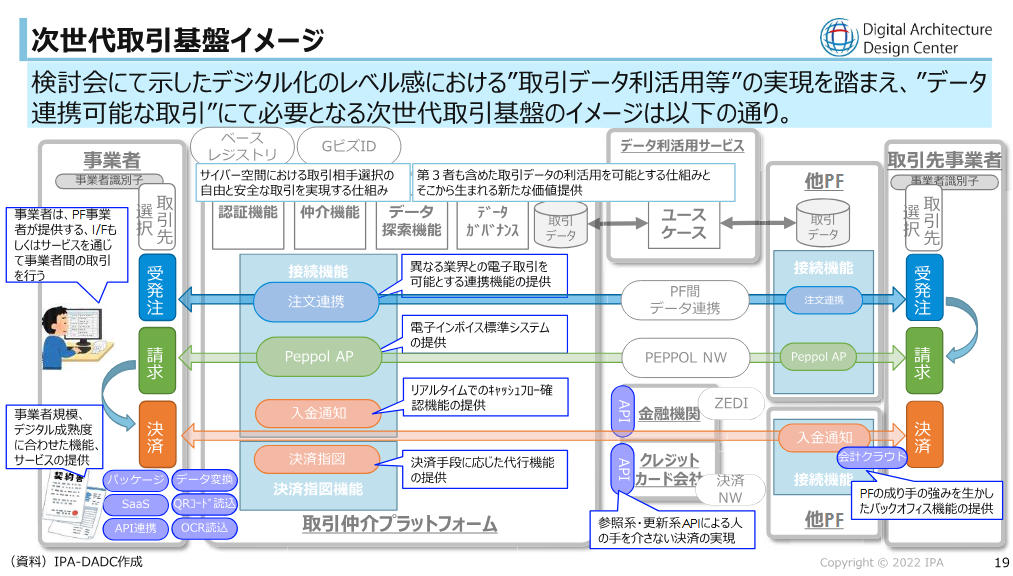 次世代取引基盤イメージ
Digital Architecture
Design Center
検討会にて示したデジタル化のレベル感における”取引データ利活用等”の実現を踏まえ、”データ
連携可能な取引”にて必要となる次世代取引基盤のイメージは以下の通り。
事業者
事業者識別子
ベース
レジストリ
GビズID
データ利活用サービス
取引先事業者
事業者識別子
サイバー空間における取引相手選択の
自由と安全な取引を実現する仕組み
第3者も含めた取引データの利活用を可能とする仕組みと
そこから生まれる新たな価値提供
他PF
取引先
選択
認証機能
仲介機能
データ
探索機能
データ
ガバナンス
取引
データ
ユース
ケース
取引
データ
取引先
選択
事業者は、PF事業
者が提供する、I/Fも
しくはサービスを通じ
て事業者間の取引
を行う
受発注
接続機能
異なる業界との電子取引を
可能とする連携機能の提供
接続機能
受発注
注文連携
PF間
データ連携
注文連携
電子インボイス標準システム
の提供
請求
Peppol AP
PEPPOL NW
Peppol AP
請求
リアルタイムでのキャッシュフロー確
認機能の提供
事業者規模、
デジタル成熟度
に合わせた機能、
サービスの提供
決済
入金通知
API
金融機関
ZEDI
入金通知
決済
決済指図
決済手段に応じた代行機能
の提供
API
クレジット
カード会社
決済
NW
会計クラウド
接続機能
契約書
パッケージ
データ変換
SaaS
QRコード読込
API連携
OCR読込
決済指図機能
取引仲介プラットフォーム
参照系・更新系APIによる人
の手を介さない決済の実現
他PF
PFの成り手の強みを生かし
たバックオフィス機能の提供
（資料）IPA-DADC作成
Copyright © 2022 IPA
19